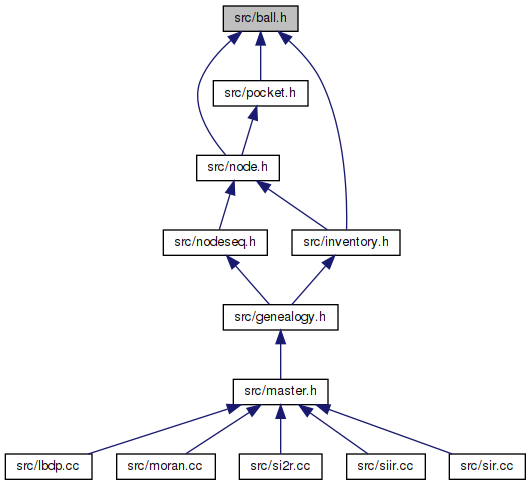 src/ball.h
src/pocket.h
src/node.h
src/nodeseq.h
src/inventory.h
src/genealogy.h
src/master.h
src/lbdp.cc
src/moran.cc
src/si2r.cc
src/siir.cc
src/sir.cc